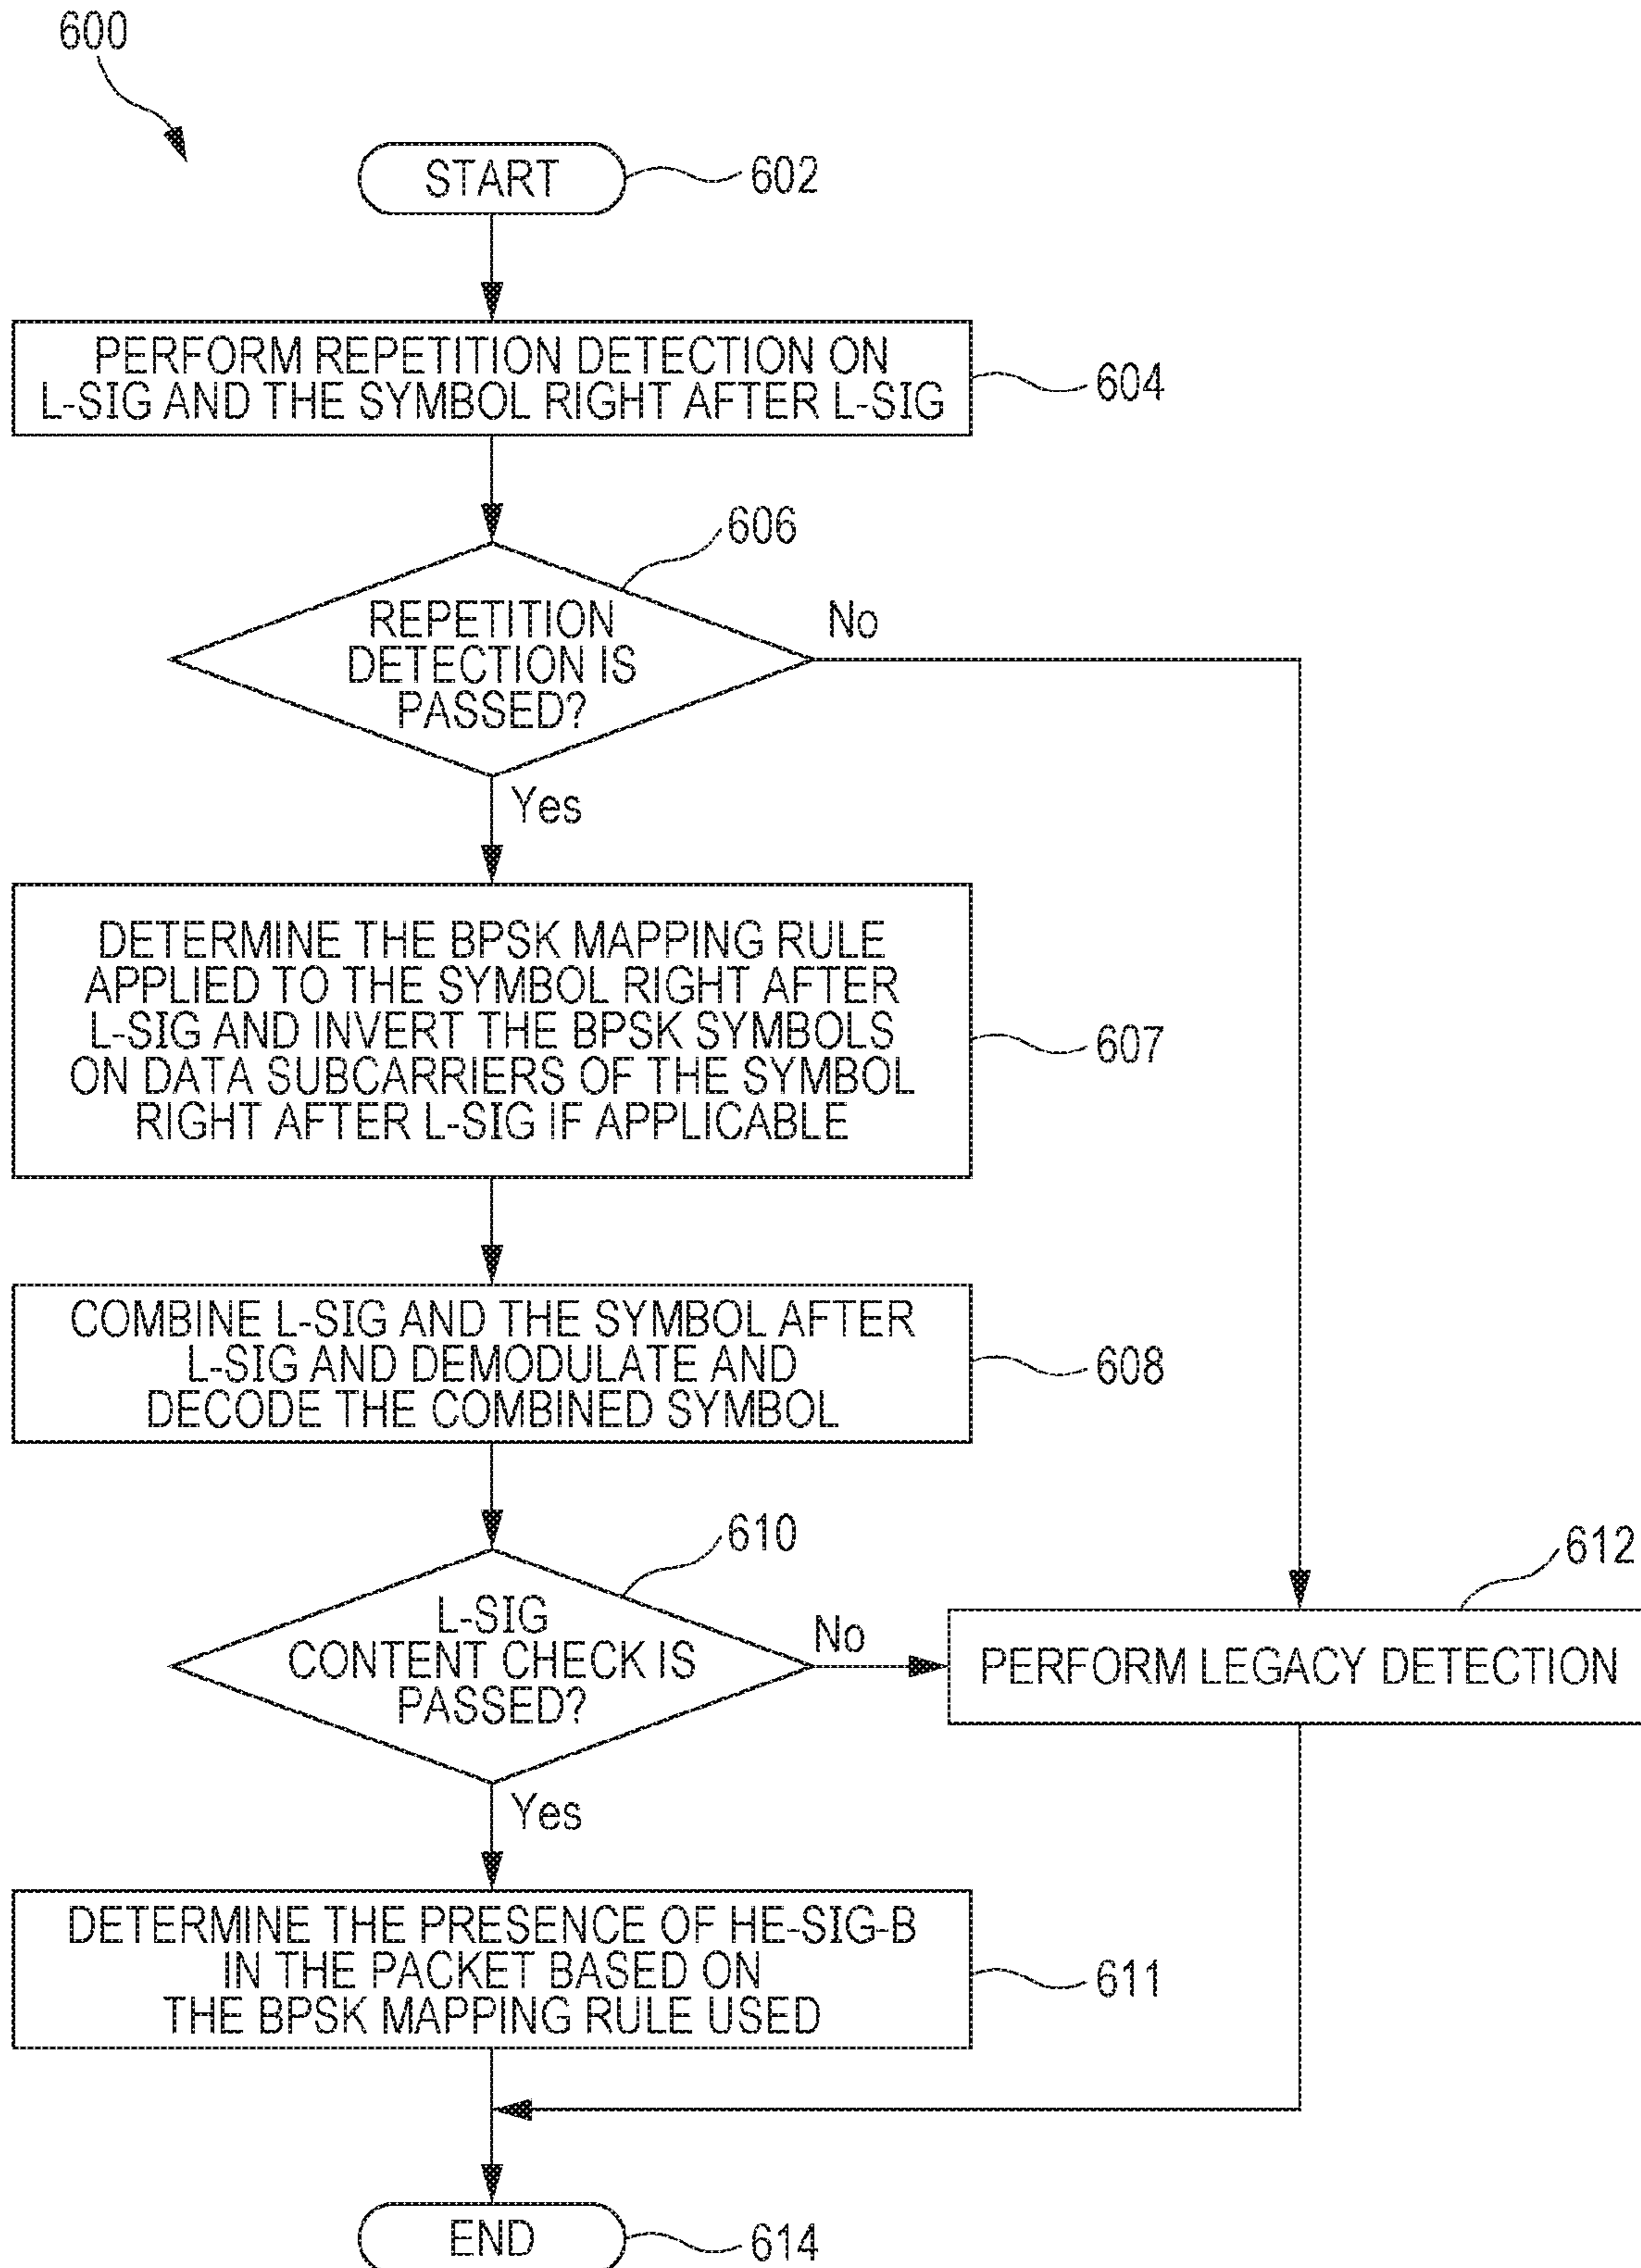 600
START
602
PERFORM REPETITION DETECTION ON
L-SIG AND THE SYMBOL RIGHT AFTER L-SIG
604
606
REPETITION
DETECTION IS
PASSED?
No
Yes
DETERMINE THE BPSK MAPPING RULE
APPLIED TO THE SYMBOL RIGHT AFTER
L-SIG AND INVERT THE BPSK SYMBOLS
ON DATA SUBCARRIERS OF THE SYMBOL
RIGHT AFTER L-SIG IF APPLICABLE
607
COMBINE L-SIG AND THE SYMBOL AFTER
L-SIG AND DEMODULATE AND
DECODE THE COMBINED SYMBOL
608
610
L-SIG
CONTENT CHECK IS
PASSED?
No
612
PERFORM LEGACY DETECTION
Yes
DETERMINE THE PRESENCE OF HE-SIG-B
IN THE PACKET BASED ON
THE BPSK MAPPING RULE USED
611
END
614